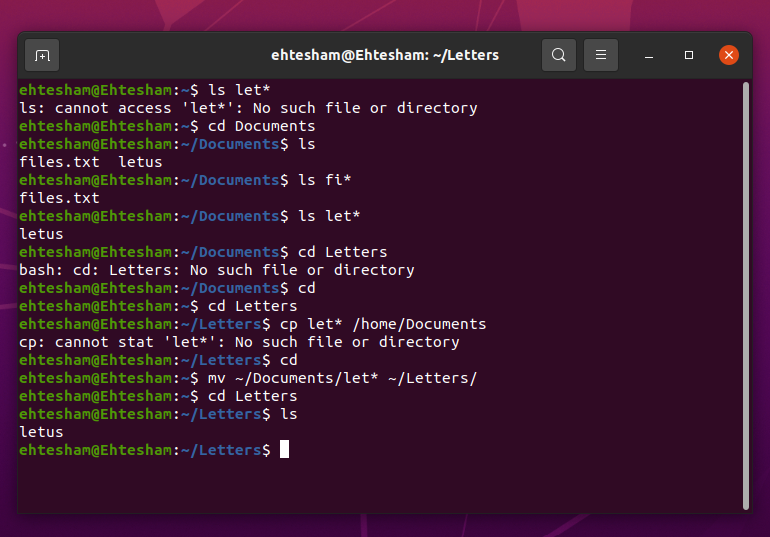 ehtesham@Ehtesham: ~/Letters
ehtesham@Ehtesham:~$ ls let*
ls: cannot access 'let*': No such file or directory
ehtesham@Ehtesham:~$ cd Documents
ehtesham@Ehtesham:~/Documents$ ls
files.txt  letus
ehtesham@Ehtesham:~/Documents$ ls fi*
files.txt
ehtesham@Ehtesham:~/Documents$ ls let*
letus
ehtesham@Ehtesham:~/Documents$ cd Letters
bash: cd: Letters: No such file or directory
ehtesham@Ehtesham:~/Documents$ cd
ehtesham@Ehtesham:~$ cd Letters
ehtesham@Ehtesham:~/Letters$ cp let* /home/Documents
cp: cannot stat 'let*': No such file or directory
ehtesham@Ehtesham:~/Letters$ cd
ehtesham@Ehtesham:~$ mv ~/Documents/let* ~/Letters/
ehtesham@Ehtesham:~$ cd Letters
ehtesham@Ehtesham:~/Letters$ ls
letus
ehtesham@Ehtesham:~/Letters$